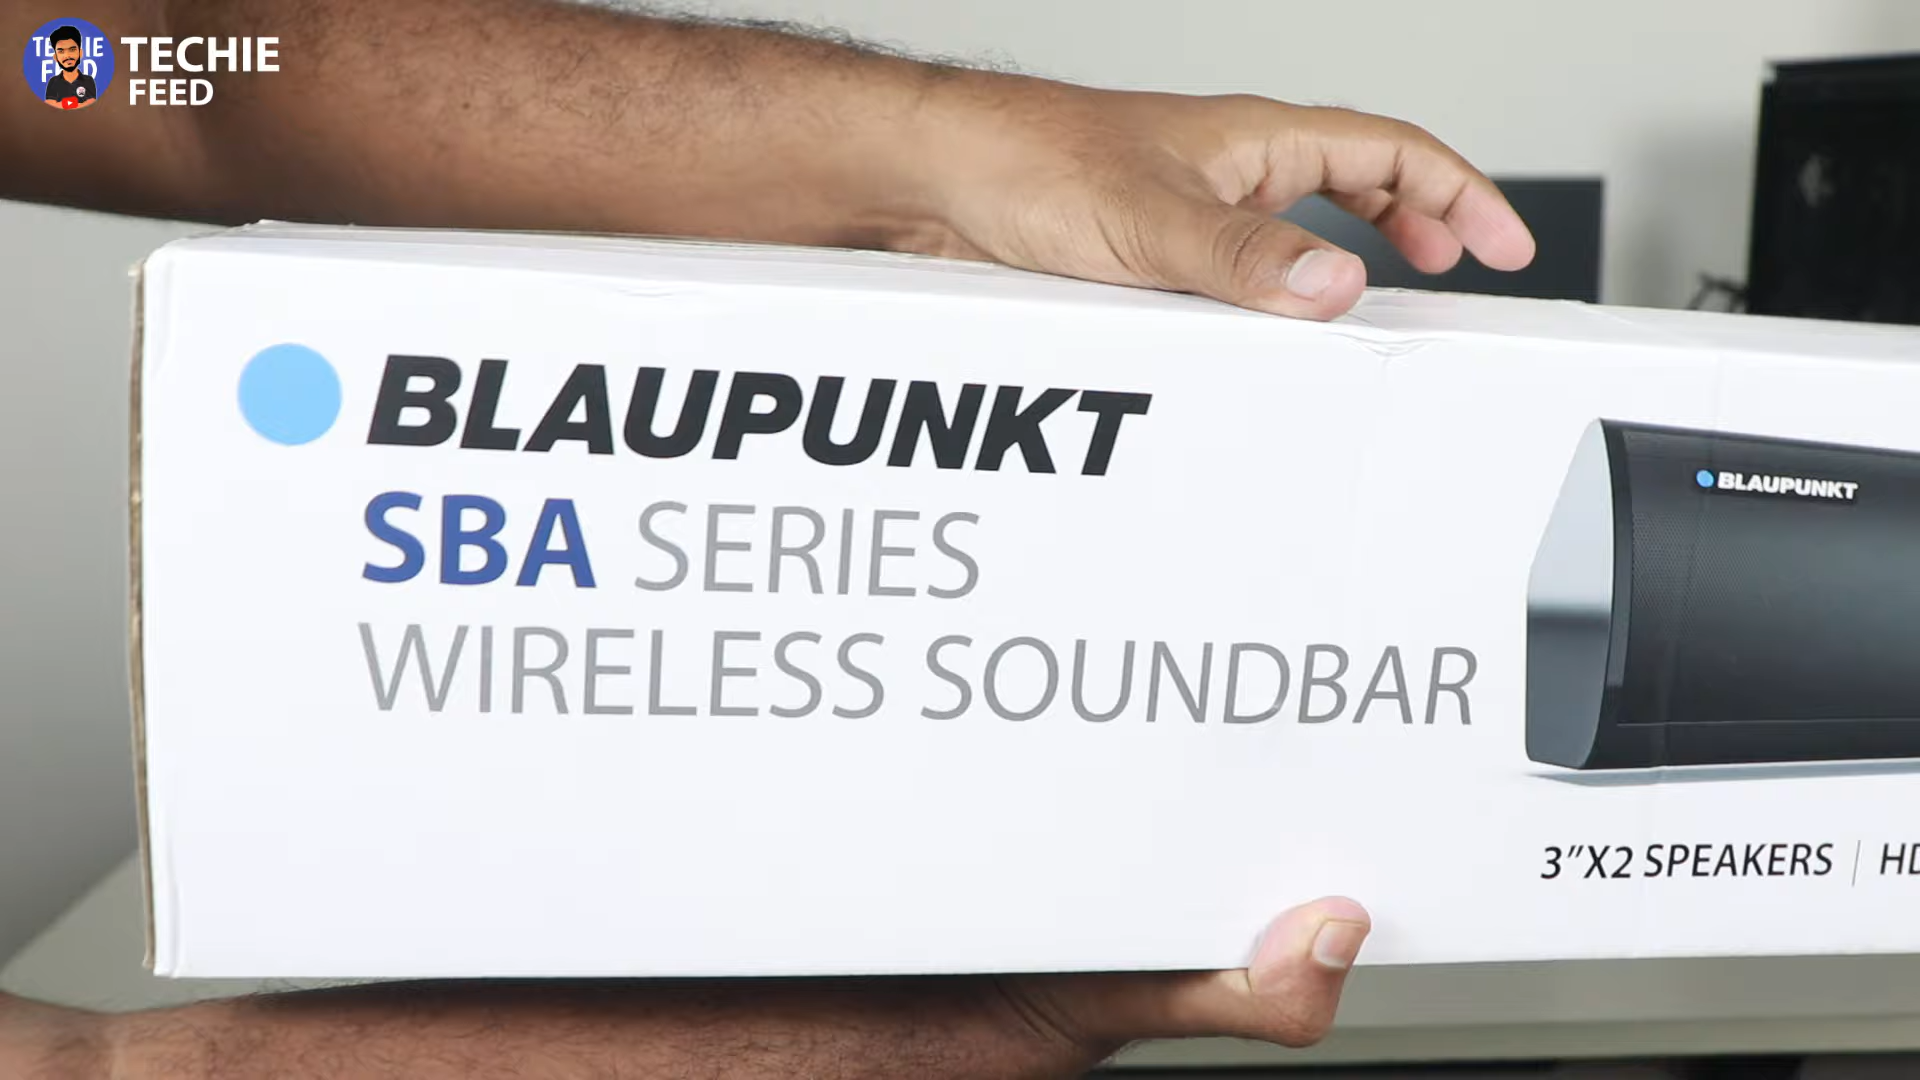 TECHIE
FEED
BLAUPUNKT
SBA SERIES
WIRELESS SOUNDBAR
BLAUPUNKT
3"X2 SPEAKERS